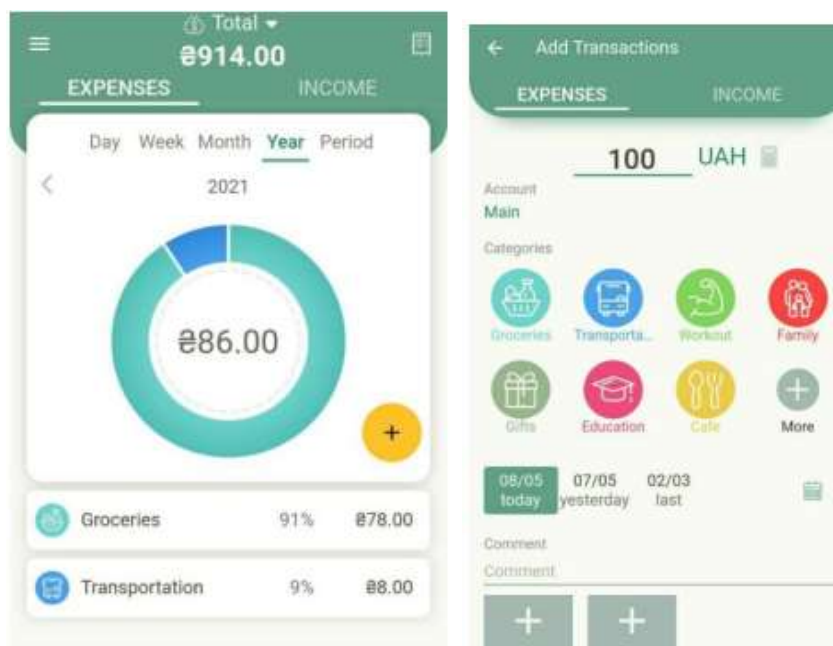 Total
₴914.00
EXPENSES INCOME
Day Week Month Year Period
2021
₴86.00
+
Groceries 91% ₴78.00
Transportation 9% ₴8.00
Add Transactions
EXPENSES INCOME
100 UAH
Account
Main
Categories
Groceries Transporta... Workout Family
Gifts Education Cafe More
08/05 07/05 02/03
today yesterday last
Comment
Comment